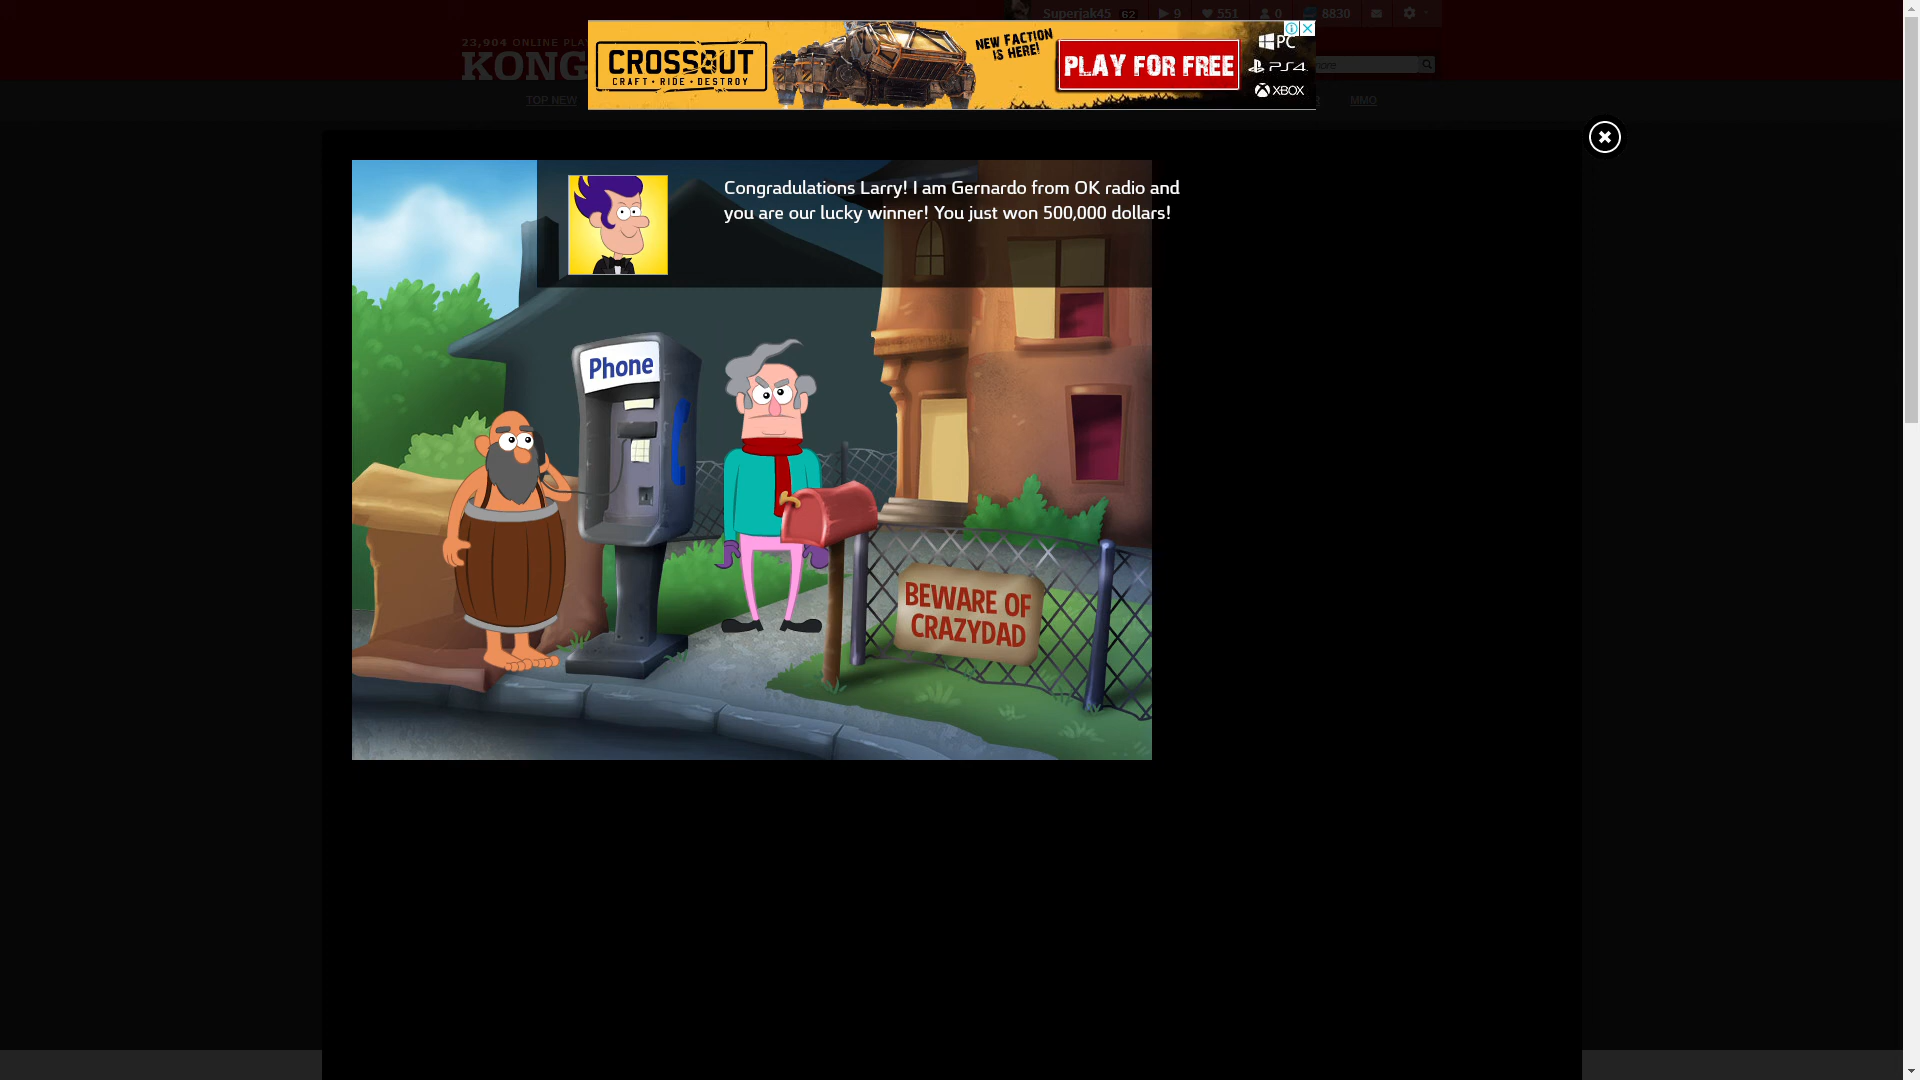 Superjak45 62 9 551 0 8830
23,904 ONLINE PLA
KONG
CROSSOUT
CRAFT • RIDE • DESTROY
NEW FACTION
IS HERE!
PLAY FOR FREE
PC
PS4
XBOX
more
TOP NEW
MMO
Congradulations Larry! I am Gernardo from OK radio and
you are our lucky winner! You just won 500,000 dollars!
Phone
BEWARE OF
CRAZYDAD